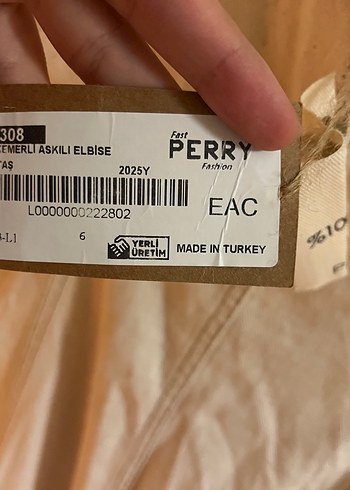 308
Fast
PERRY
Fashion
KEMERLİ ASKILI ELBİSE
TAŞ
2025Y
L0000000222802
EAC
6
YERLİ
ÜRETİM
MADE IN TURKEY
%10